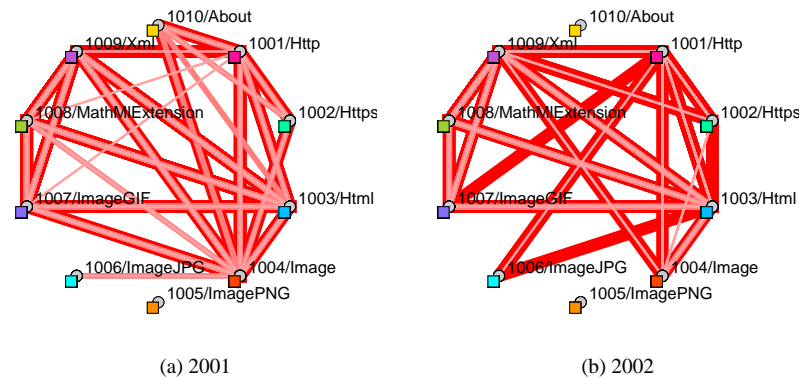 1010/About
1009/Xml
1001/Http
1008/MathMlExtension
1002/Https
1007/ImageGIF
1003/Html
1006/ImageJPG
1004/Image
1005/ImagePNG
(a) 2001
1010/About
1009/Xml
1001/Http
1008/MathMlExtension
1002/Https
1007/ImageGIF
1003/Html
1006/ImageJPG
1004/Image
1005/ImagePNG
(b) 2002